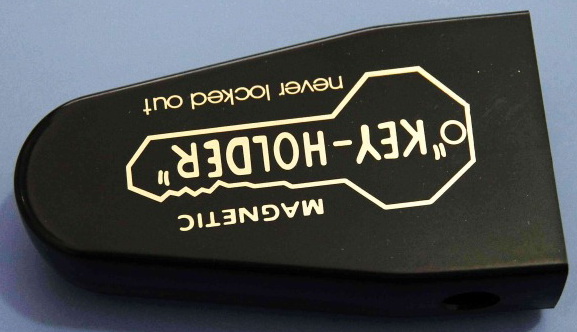 MAGNETIC
"KEY-HOLDER"
never locked out